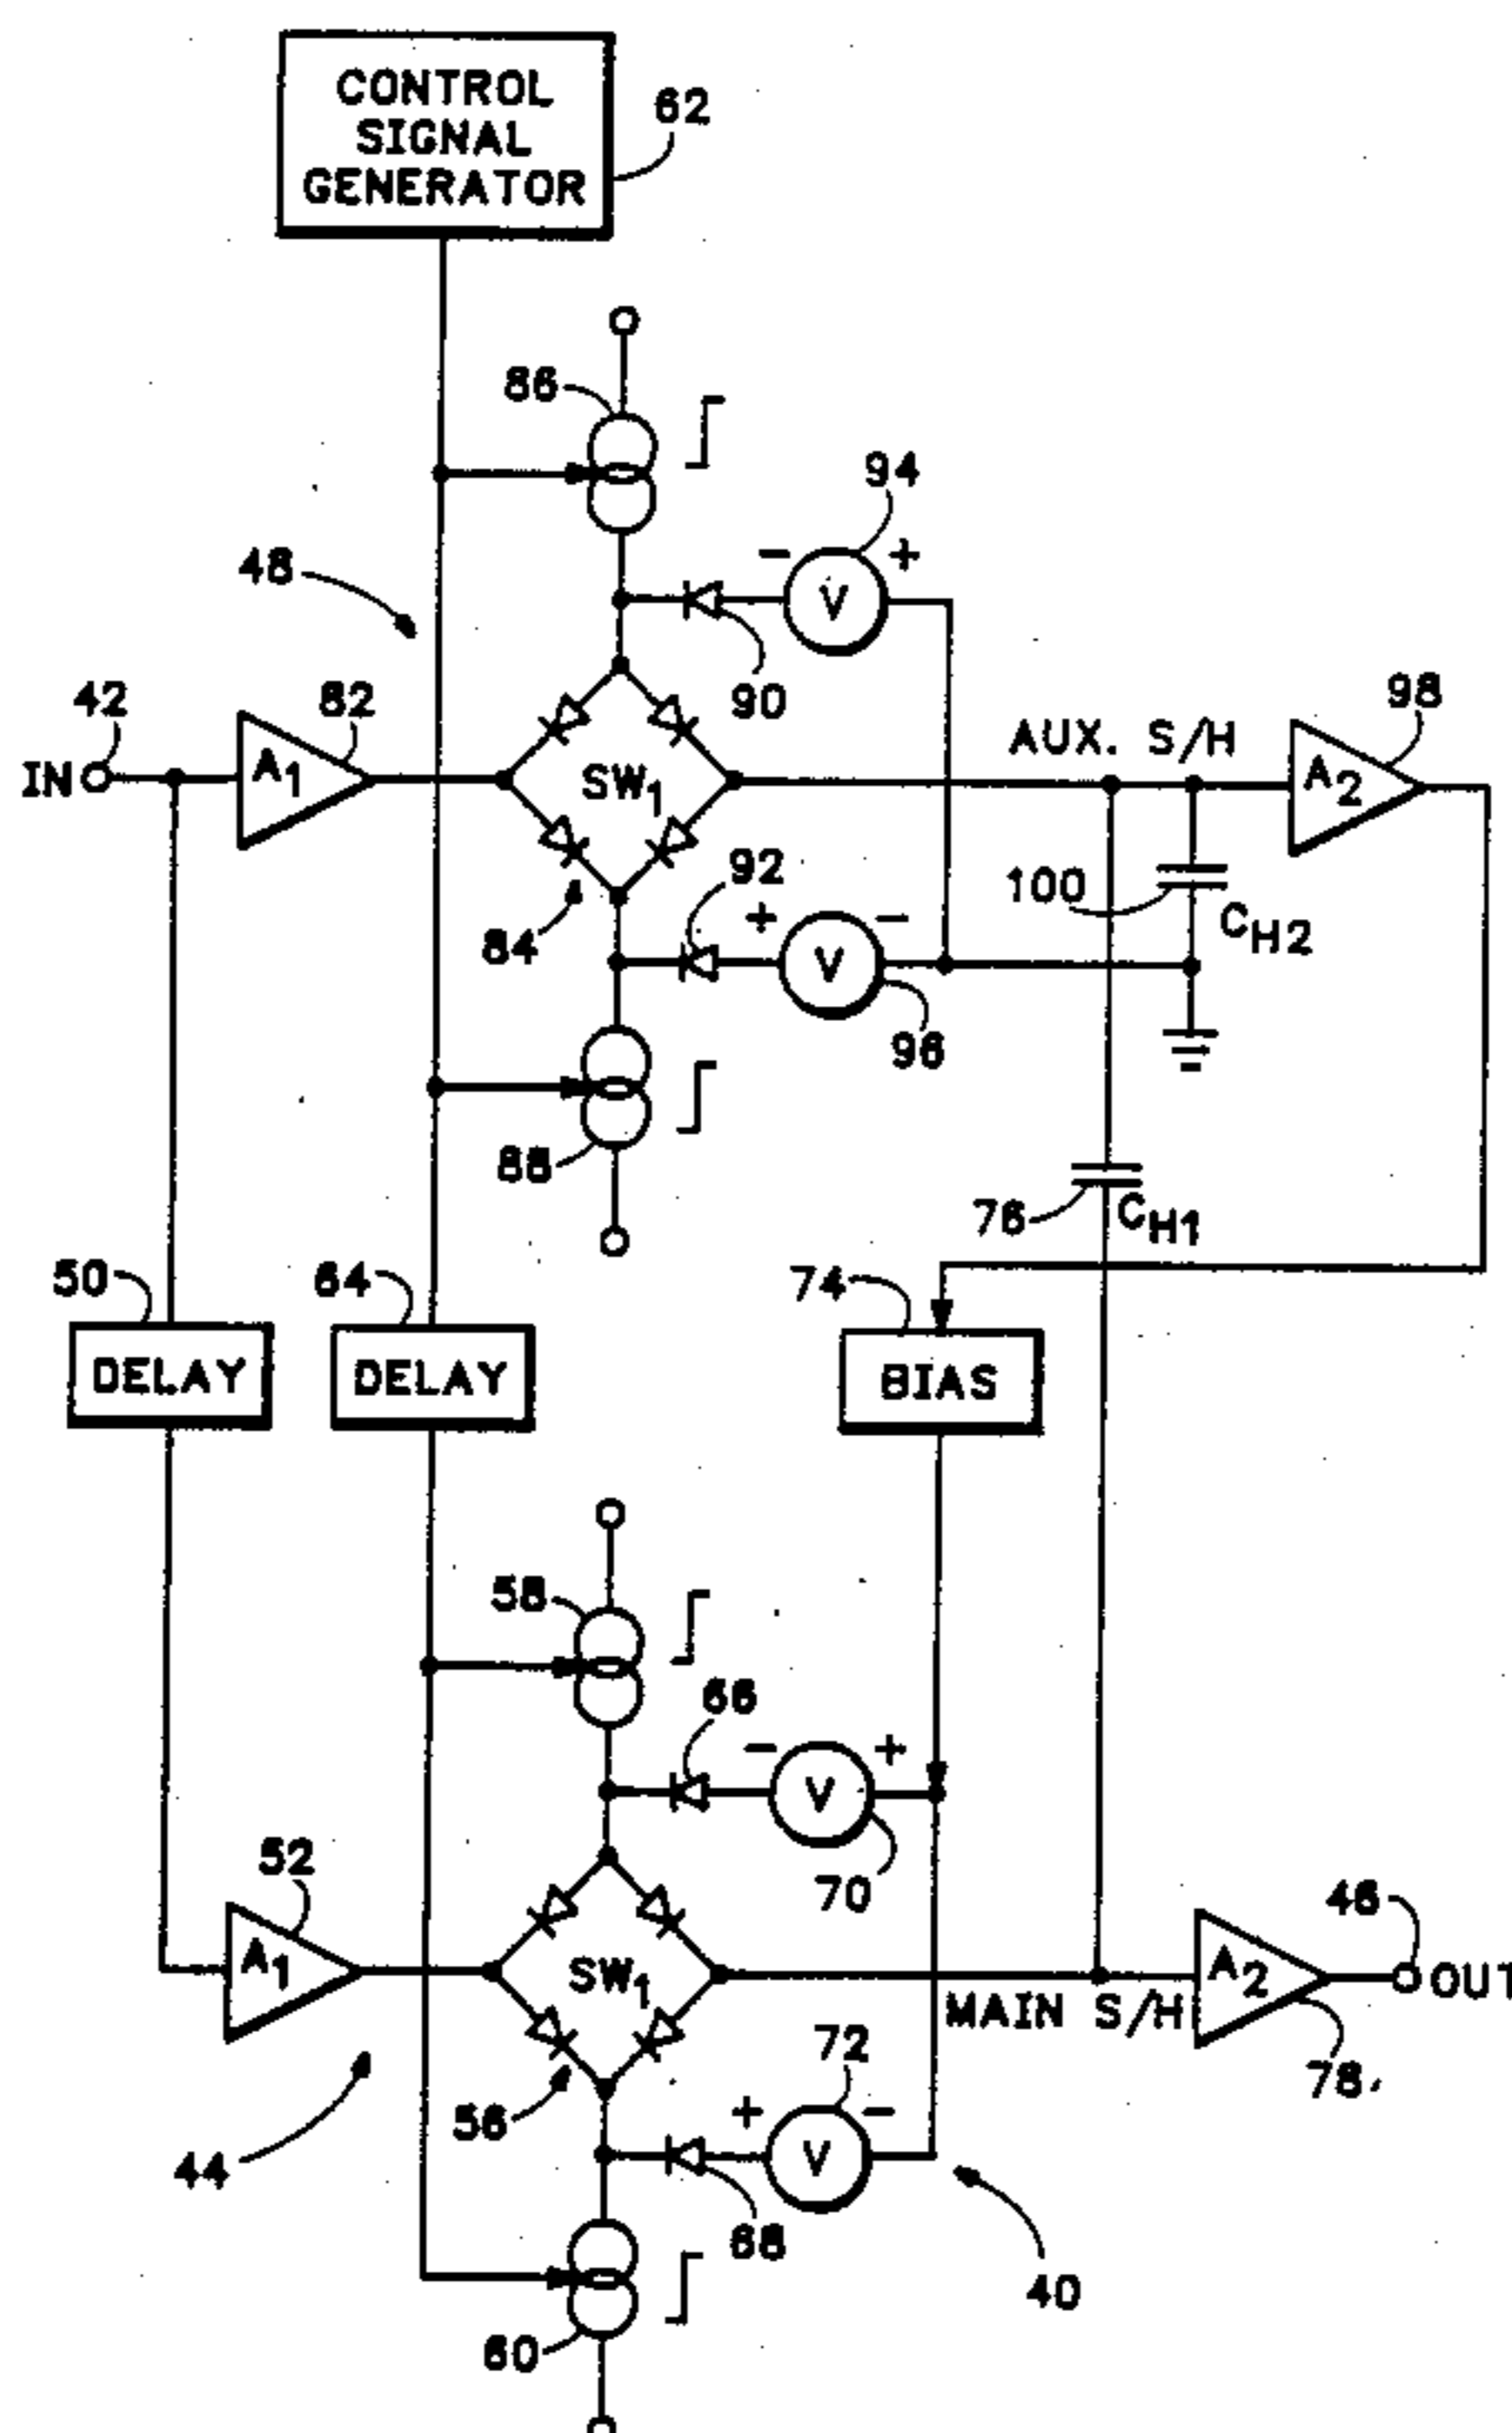 CONTROL
SIGNAL
GENERATOR
62
86
94
48
- V +
90
42
82
98
IN
A1
SW1
AUX. S/H
A2
92
100
CH2
84
+ V -
96
88
76
CH1
50
64
74
DELAY
DELAY
BIAS
58
66
- V +
70
52
46
A1
SW1
A2
OUT
MAIN S/H
72
78
56
44
+ V -
68
40
60